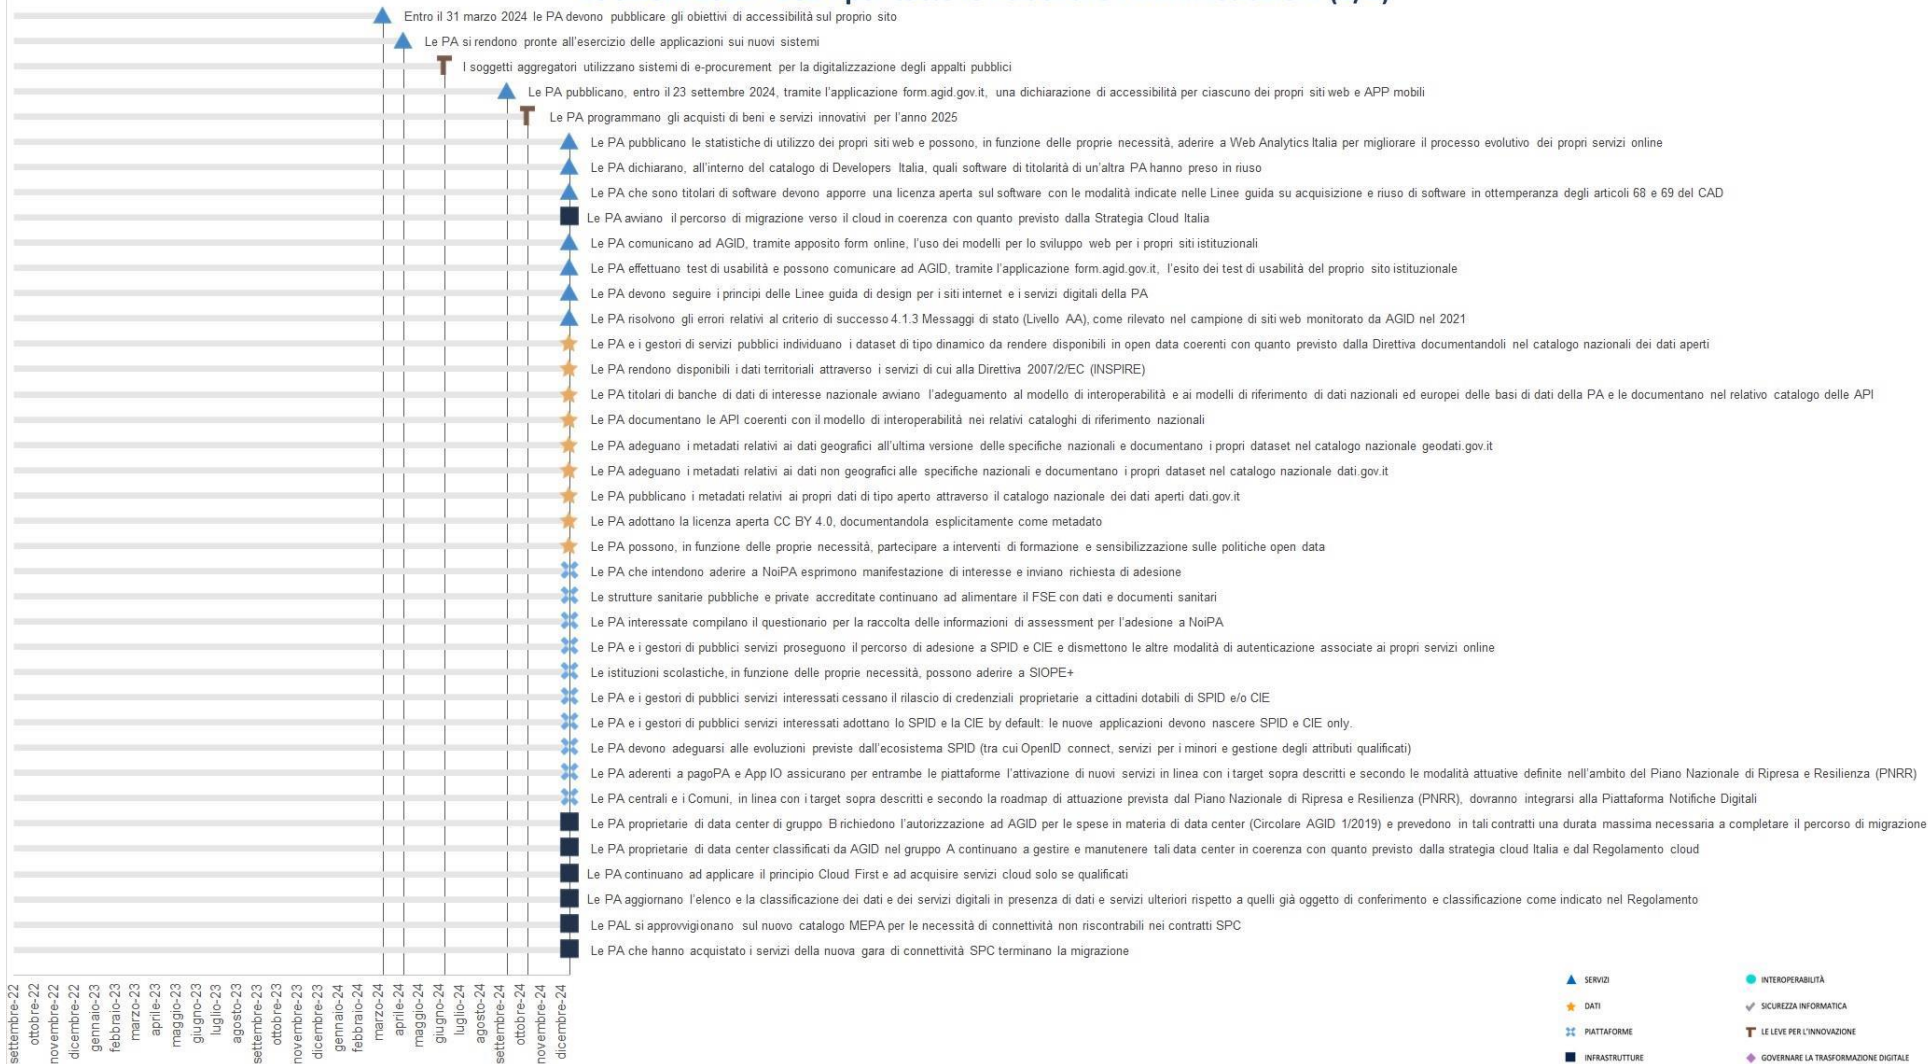 Entro il 31 marzo 2024 le PA devono pubblicare gli obiettivi di accessibilità sul proprio sito
Le PA si rendono pronte all'esercizio delle applicazioni sui nuovi sistemi
I soggetti aggregatori utilizzano sistemi di e-procurement per la digitalizzazione degli appalti pubblici
Le PA pubblicano, entro il 23 settembre 2024, tramite l'applicazione form.agid.gov.it, una dichiarazione di accessibilità per ciascuno dei propri siti web e APP mobili
Le PA programmano gli acquisti di beni e servizi innovativi per l'anno 2025
Le PA pubblicano le statistiche di utilizzo dei propri siti web e possono, in funzione delle proprie necessità, aderire a Web Analytics Italia per migliorare il processo evolutivo dei propri servizi online
Le PA dichiarano, all'interno del catalogo di Developers Italia, quali software di titolarità di un'altra PA hanno preso in riuso
Le PA che sono titolari di software devono apporre una licenza aperta sul software con le modalità indicate nelle Linee guida su acquisizione e riuso di software in ottemperanza degli articoli 68 e 69 del CAD
Le PA avviano il percorso di migrazione verso il cloud in coerenza con quanto previsto dalla Strategia Cloud Italia
Le PA comunicano ad AGID, tramite apposito form online, l'uso dei modelli per lo sviluppo web per i propri siti istituzionali
Le PA effettuano test di usabilità e possono comunicare ad AGID, tramite l'applicazione form.agid.gov.it, l'esito dei test di usabilità del proprio sito istituzionale
Le PA devono seguire i principi delle Linee guida di design per i siti internet e i servizi digitali della PA
Le PA risolvono gli errori relativi al criterio di successo 4.1.3 Messaggi di stato (Livello AA), come rilevato nel campione di siti web monitorato da AGID nel 2021
Le PA e i gestori di servizi pubblici individuano i dataset di tipo dinamico da rendere disponibili in open data coerenti con quanto previsto dalla Direttiva documentandoli nel catalogo nazionali dei dati aperti
Le PA rendono disponibili i dati territoriali attraverso i servizi di cui alla Direttiva 2007/2/EC (INSPIRE)
Le PA titolari di banche di dati di interesse nazionale avviano l'adeguamento al modello di interoperabilità e ai modelli di riferimento di dati nazionali ed europei delle basi di dati della PA e le documentano nel relativo catalogo delle API
Le PA documentano le API coerenti con il modello di interoperabilità nei relativi cataloghi di riferimento nazionali
Le PA adeguano i metadati relativi ai dati geografici all'ultima versione delle specifiche nazionali e documentano i propri dataset nel catalogo nazionale geodati.gov.it
Le PA adeguano i metadati relativi ai dati non geografici alle specifiche nazionali e documentano i propri dataset nel catalogo nazionale dati.gov.it
Le PA pubblicano i metadati relativi ai propri dati di tipo aperto attraverso il catalogo nazionale dei dati aperti dati.gov.it
Le PA adottano la licenza aperta CC BY 4.0, documentandola esplicitamente come metadato
Le PA possono, in funzione delle proprie necessità, partecipare a interventi di formazione e sensibilizzazione sulle politiche open data
Le PA che intendono aderire a NoiPA esprimono manifestazione di interesse e inviano richiesta di adesione
Le strutture sanitarie pubbliche e private accreditate continuano ad alimentare il FSE con dati e documenti sanitari
Le PA interessate compilano il questionario per la raccolta delle informazioni di assessment per l'adesione a NoiPA
Le PA e i gestori di pubblici servizi proseguono il percorso di adesione a SPID e CIE e dismettono le altre modalità di autenticazione associate ai propri servizi online
Le istituzioni scolastiche, in funzione delle proprie necessità, possono aderire a SIOPE+
Le PA e i gestori di pubblici servizi interessati cessano il rilascio di credenziali proprietarie a cittadini dotabili di SPID e/o CIE
Le PA e i gestori di pubblici servizi interessati adottano lo SPID e la CIE by default: le nuove applicazioni devono nascere SPID e CIE only.
Le PA devono adeguarsi alle evoluzioni previste dall'ecosistema SPID (tra cui OpenID connect, servizi per i minori e gestione degli attributi qualificati)
Le PA aderenti a pagoPA e App IO assicurano per entrambe le piattaforme l'attivazione di nuovi servizi in linea con i target sopra descritti e secondo le modalità attuative definite nell'ambito del Piano Nazionale di Ripresa e Resilienza (PNRR)
Le PA centrali e i Comuni, in linea con i target sopra descritti e secondo la roadmap di attuazione prevista dal Piano Nazionale di Ripresa e Resilienza (PNRR), dovranno integrarsi alla Piattaforma Notifiche Digitali
Le PA proprietarie di data center di gruppo B richiedono l'autorizzazione ad AGID per le spese in materia di data center (Circolare AGID 1/2019) e prevedono in tali contratti una durata massima necessaria a completare il percorso di migrazione
Le PA proprietarie di data center classificati da AGID nel gruppo A continuano a gestire e manutenere tali data center in coerenza con quanto previsto dalla strategia cloud Italia e dal Regolamento cloud
Le PA continuano ad applicare il principio Cloud First e ad acquisire servizi cloud solo se qualificati
Le PA aggiornano l'elenco e la classificazione dei dati e dei servizi digitali in presenza di dati e servizi ulteriori rispetto a quelli già oggetto di conferimento e classificazione come indicato nel Regolamento
Le PAL si approvvigionano sul nuovo catalogo MEPA per le necessità di connettività non riscontrabili nei contratti SPC
Le PA che hanno acquistato i servizi della nuova gara di connettività SPC terminano la migrazione
settembre-22
ottobre-22
novembre-22
dicembre-22
gennaio-23
febbraio-23
marzo-23
aprile-23
maggio-23
giugno-23
luglio-23
agosto-23
settembre-23
ottobre-23
novembre-23
dicembre-23
gennaio-24
febbraio-24
marzo-24
aprile-24
maggio-24
giugno-24
luglio-24
agosto-24
settembre-24
ottobre-24
novembre-24
dicembre-24
SERVIZI
INTEROPERABILITÀ
DATI
SICUREZZA INFORMATICA
PIATTAFORME
LE LEVE PER L'INNOVAZIONE
INFRASTRUTTURE
GOVERNARE LA TRASFORMAZIONE DIGITALE